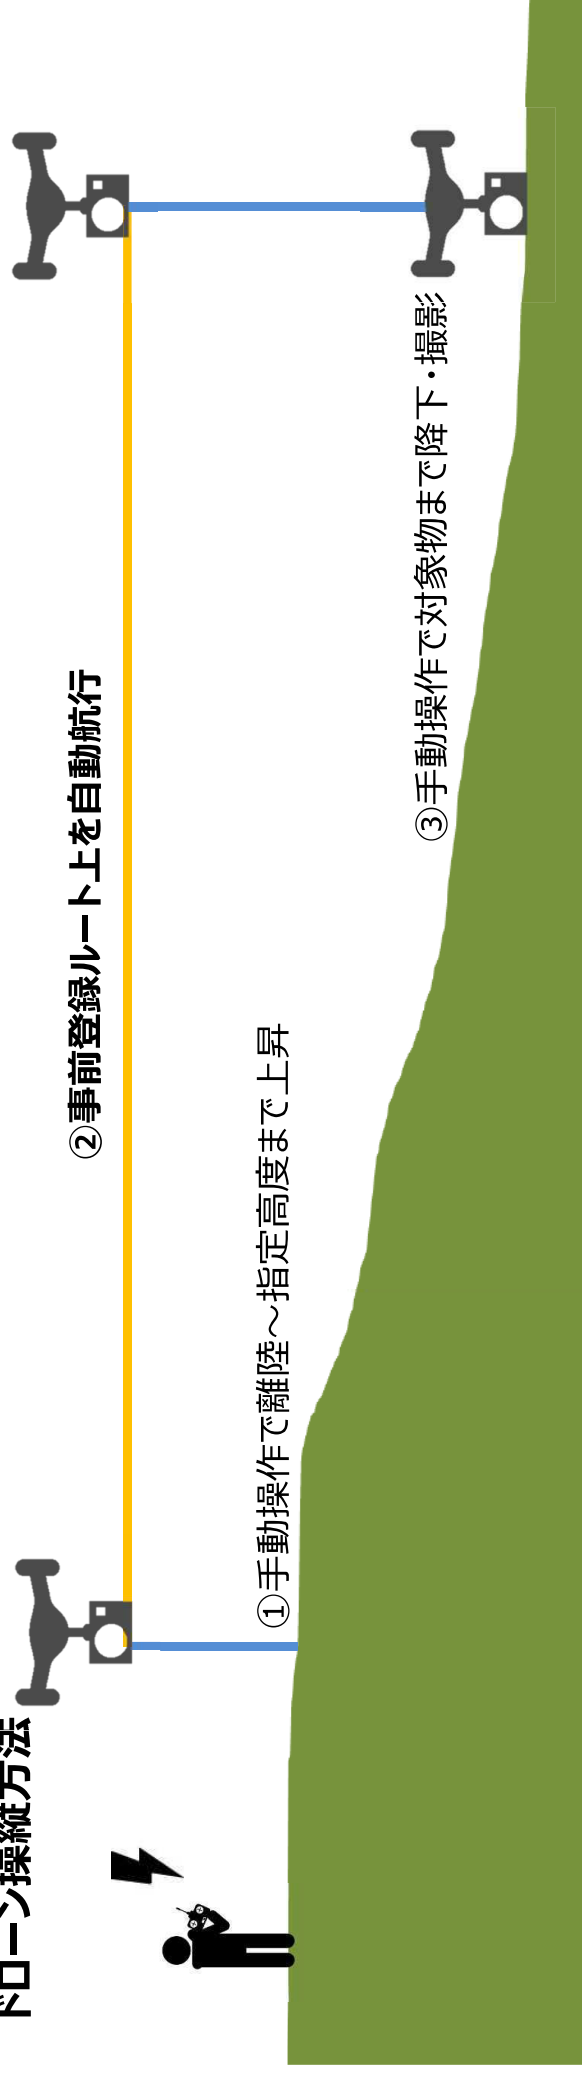 ドローン操縦方法
②事前登録ルート上を自動航行
①手動操作で離陸～指定高度まで上昇
③手動操作で対象物まで降下・撮影